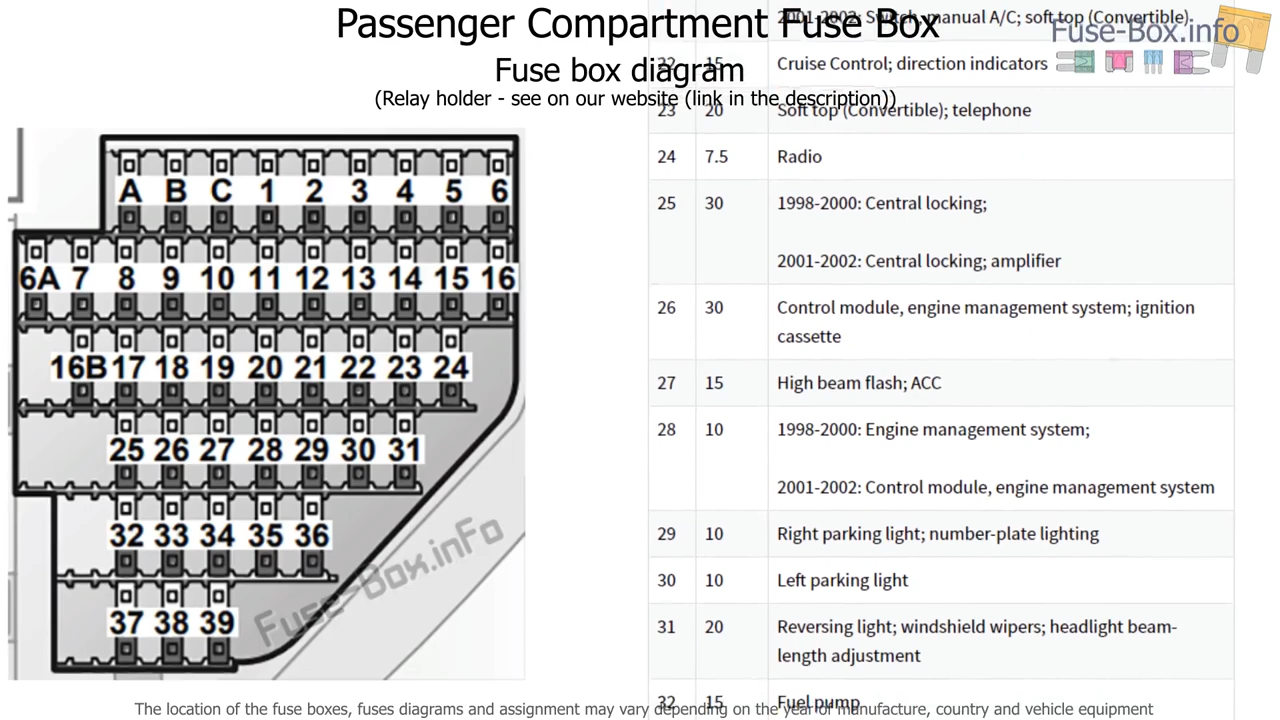 Passenger Compartment Fuse Box
Fuse box diagram
(Relay holder - see on our website (link in the description))
Fuse-Box.info
A B C 1 2 3 4 5 6
6A 7 8 9 10 11 12 13 14 15 16
16B 17 18 19 20 21 22 23 24
25 26 27 28 29 30 31
32 33 34 35 36
37 38 39
Fuse-Box.inFo
2001-2002: Switch, manual A/C; soft top (Convertible)
22 15 Cruise Control; direction indicators
23 20 Soft top (Convertible); telephone
24 7.5 Radio
25 30 1998-2000: Central locking;
2001-2002: Central locking; amplifier
26 30 Control module, engine management system; ignition
cassette
27 15 High beam flash; ACC
28 10 1998-2000: Engine management system;
2001-2002: Control module, engine management system
29 10 Right parking light; number-plate lighting
30 10 Left parking light
31 20 Reversing light; windshield wipers; headlight beam-
length adjustment
32 15 Fuel pump
The location of the fuse boxes, fuses diagrams and assignment may vary depending on the year of manufacture, country and vehicle equipment